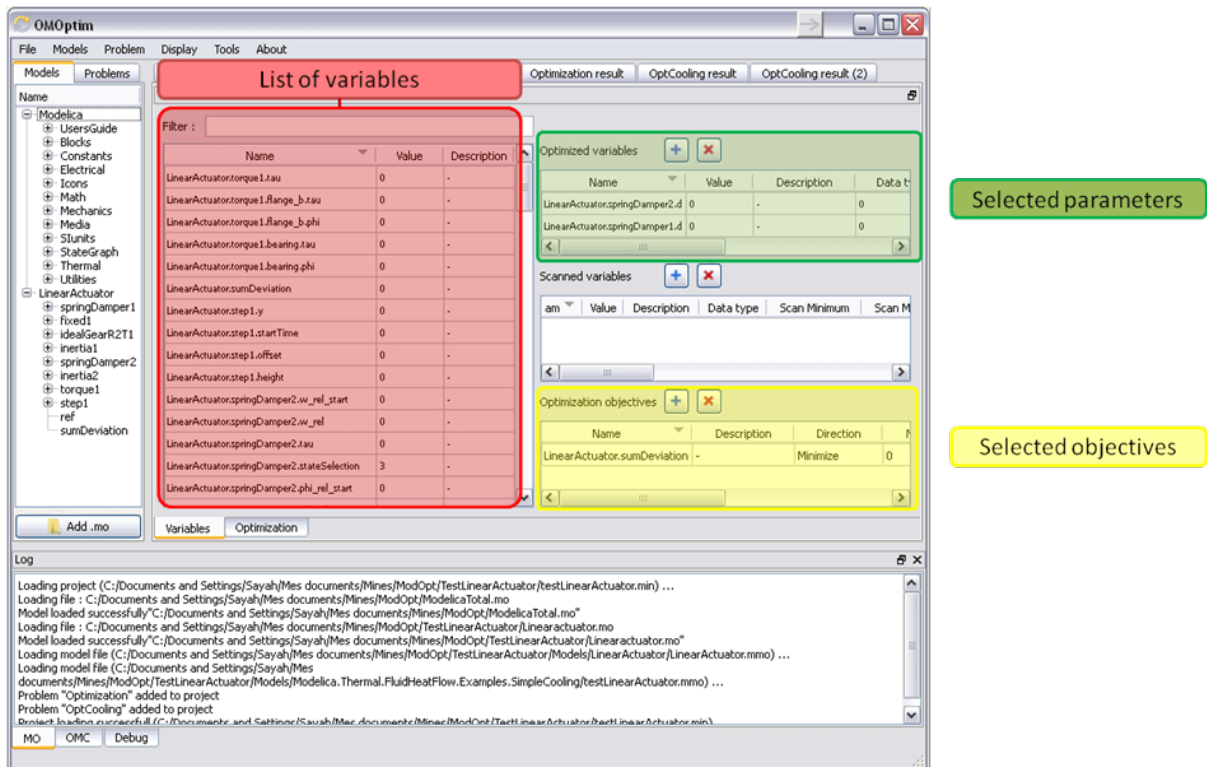 OMOptim
File Models Problem Display Tools About
Models Problems
List of variables
Optimization result OptCooling result OptCooling result (2)
Name
Modelica
UsersGuide
Blocks
Constants
Electrical
Icons
Math
Mechanics
Media
SIunits
StateGraph
Thermal
Utilities
LinearActuator
springDamper1
fixed1
idealGearR2T1
inertia1
springDamper2
inertia2
torque1
step1
ref
sumDeviation
Add .mo
Filter :
Name Value Description
LinearActuator.torque1.tau 0 -
LinearActuator.torque1.flange_b.tau 0 -
LinearActuator.torque1.flange_b.phi 0 -
LinearActuator.torque1.bearing.tau 0 -
LinearActuator.torque1.bearing.phi 0 -
LinearActuator.sumDeviation 0 -
LinearActuator.step1.y 0 -
LinearActuator.step1.startTime 0 -
LinearActuator.step1.offset 0 -
LinearActuator.step1.height 0 -
LinearActuator.springDamper2.w_rel_start 0 -
LinearActuator.springDamper2.w_rel 0 -
LinearActuator.springDamper2.tau 0 -
LinearActuator.springDamper2.stateSelection 3 -
LinearActuator.springDamper2.phi_rel_start 0 -
Optimized variables
Name Value Description Data t
LinearActuator.springDamper2.d 0 - 0
LinearActuator.springDamper1.d 0 - 0
Scanned variables
am Value Description Data type Scan Minimum Scan M
Optimization objectives
Name Description Direction
LinearActuator.sumDeviation - Minimize 0
Selected parameters
Selected objectives
Variables Optimization
Log
Loading project (C:/Documents and Settings/Sayah/Mes documents/Mines/ModOpt/TestLinearActuator/testLinearActuator.min) ...
Loading file : C:/Documents and Settings/Sayah/Mes documents/Mines/ModOpt/ModelicaTotal.mo
Model loaded successfully"C:/Documents and Settings/Sayah/Mes documents/Mines/ModOpt/ModelicaTotal.mo"
Loading file : C:/Documents and Settings/Sayah/Mes documents/Mines/ModOpt/TestLinearActuator/Linearactuator.mo
Model loaded successfully"C:/Documents and Settings/Sayah/Mes documents/Mines/ModOpt/TestLinearActuator/Linearactuator.mo"
Loading model file (C:/Documents and Settings/Sayah/Mes documents/Mines/ModOpt/TestLinearActuator/Models/LinearActuator/LinearActuator.mmo) ...
Loading model file (C:/Documents and Settings/Sayah/Mes
documents/Mines/ModOpt/TestLinearActuator/Models/Modelica.Thermal.FluidHeatFlow.Examples.SimpleCooling/testLinearActuator.mmo) ...
Problem "Optimization" added to project
Problem "OptCooling" added to project
Project loading successfull (C:/Documents and Settings/Sayah/Mes documents/Mines/ModOpt/TestLinearActuator/testLinearActuator.min)
MO OMC Debug